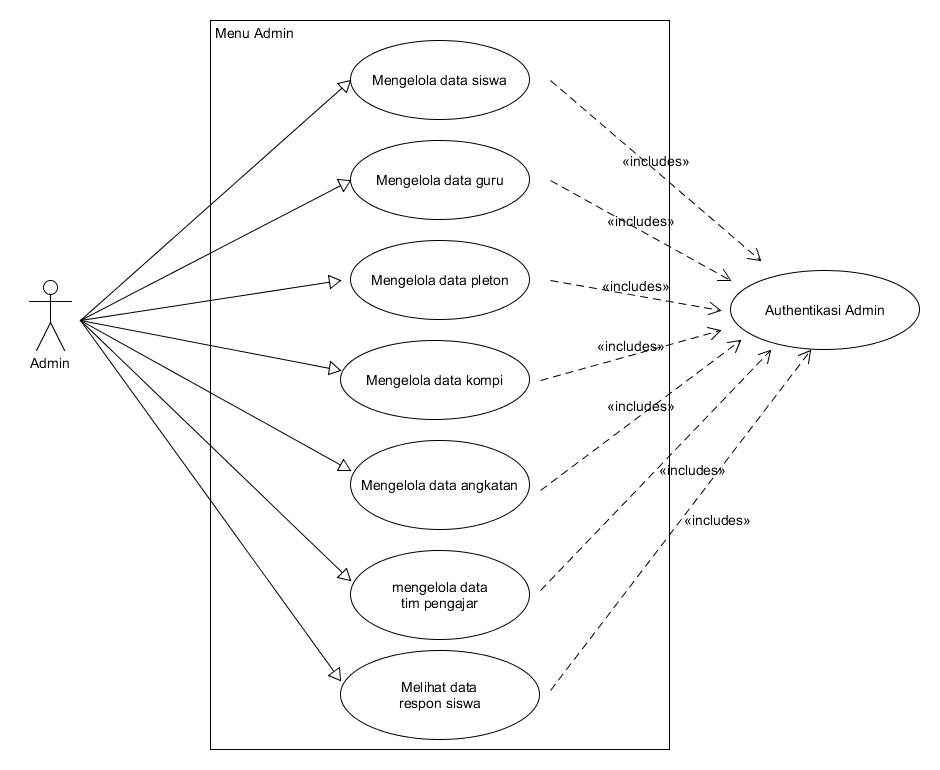 Menu Admin
Mengelola data siswa
«includes»
Mengelola data guru
«includes»
Mengelola data pleton
«includes»
Authentikasi Admin
Admin
«includes»
Mengelola data kompi
«includes»
Mengelola data angkatan
«includes»
«includes»
mengelola data
tim pengajar
Melihat data
respon siswa